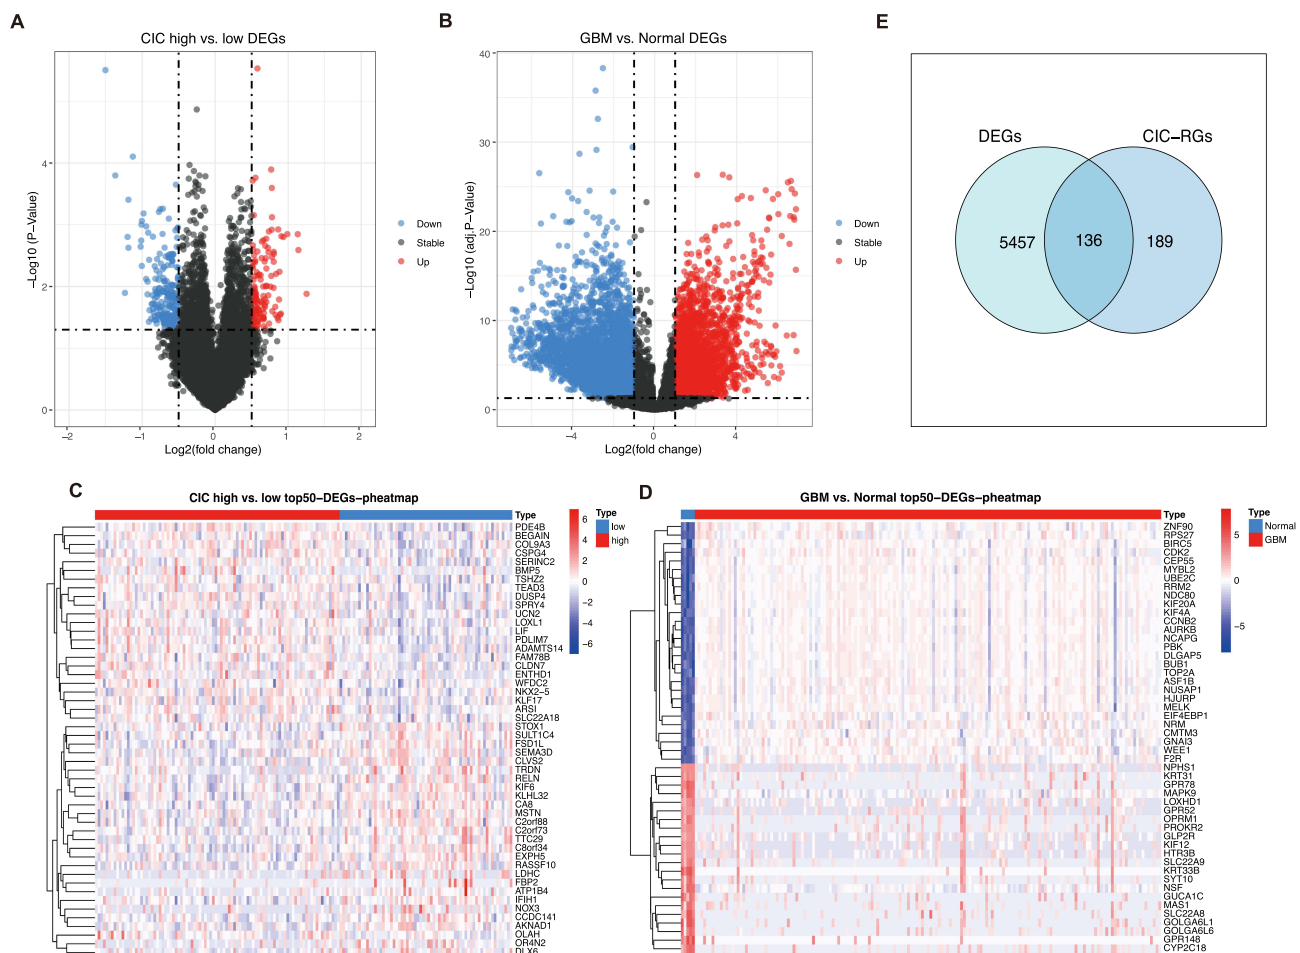 A
CIC high vs. low DEGs
−Log10 (P−Value)
4
2
0
−2
−1
0
1
2
Log2(fold change)
Down
Stable
Up
B
GBM vs. Normal DEGs
−Log10 (adj.P−Value)
40
30
20
10
0
−4
0
4
Log2(fold change)
Down
Stable
Up
E
DEGs
CIC−RGs
5457
136
189
C
CIC high vs. low top50−DEGs−pheatmap
Type
PDE4B
BEGAIN
COL9A3
CSPG4
SERINC2
BMP5
TSHZ2
TEAD3
DUSP4
SPRY4
UCN2
LOXL1
LIF
PDLIM7
ADAMTS14
FAM78B
CLDN7
ENTHD1
WFDC2
NKX2−5
KLF17
ARSI
SLC22A18
STOX1
SULT1C4
FSD1L
SEMA3D
CLVS2
TRDN
RELN
KIF6
KLHL32
CA8
MSTN
C2orf88
C2orf73
TTC29
C8orf34
EXPH5
RASSF10
LDHC
FBP2
ATP1B4
IFIH1
NOX3
CCDC141
AKNAD1
OLAH
OR4N2
DLX6
6
4
2
0
−2
−4
−6
Type
low
high
D
GBM vs. Normal top50−DEGs−pheatmap
Type
ZNF90
RPS27
BIRC5
CDK2
CEP55
MYBL2
UBE2C
RRM2
NDC80
KIF20A
KIF4A
CCNB2
AURKB
NCAPG
PBK
DLGAP5
BUB1
TOP2A
ASF1B
NUSAP1
HJURP
MELK
EIF4EBP1
NRM
CMTM3
GNAI3
WEE1
F2R
NPHS1
KRT31
GPR78
MAPK9
LOXHD1
GPR52
OPRM1
PROKR2
GLP2R
KIF12
HTR3B
SLC22A9
KRT33B
SYT10
NSF
GUCA1C
MAS1
SLC22A8
GOLGA6L1
GOLGA6L6
GPR148
CYP2C18
5
0
−5
Type
Normal
GBM